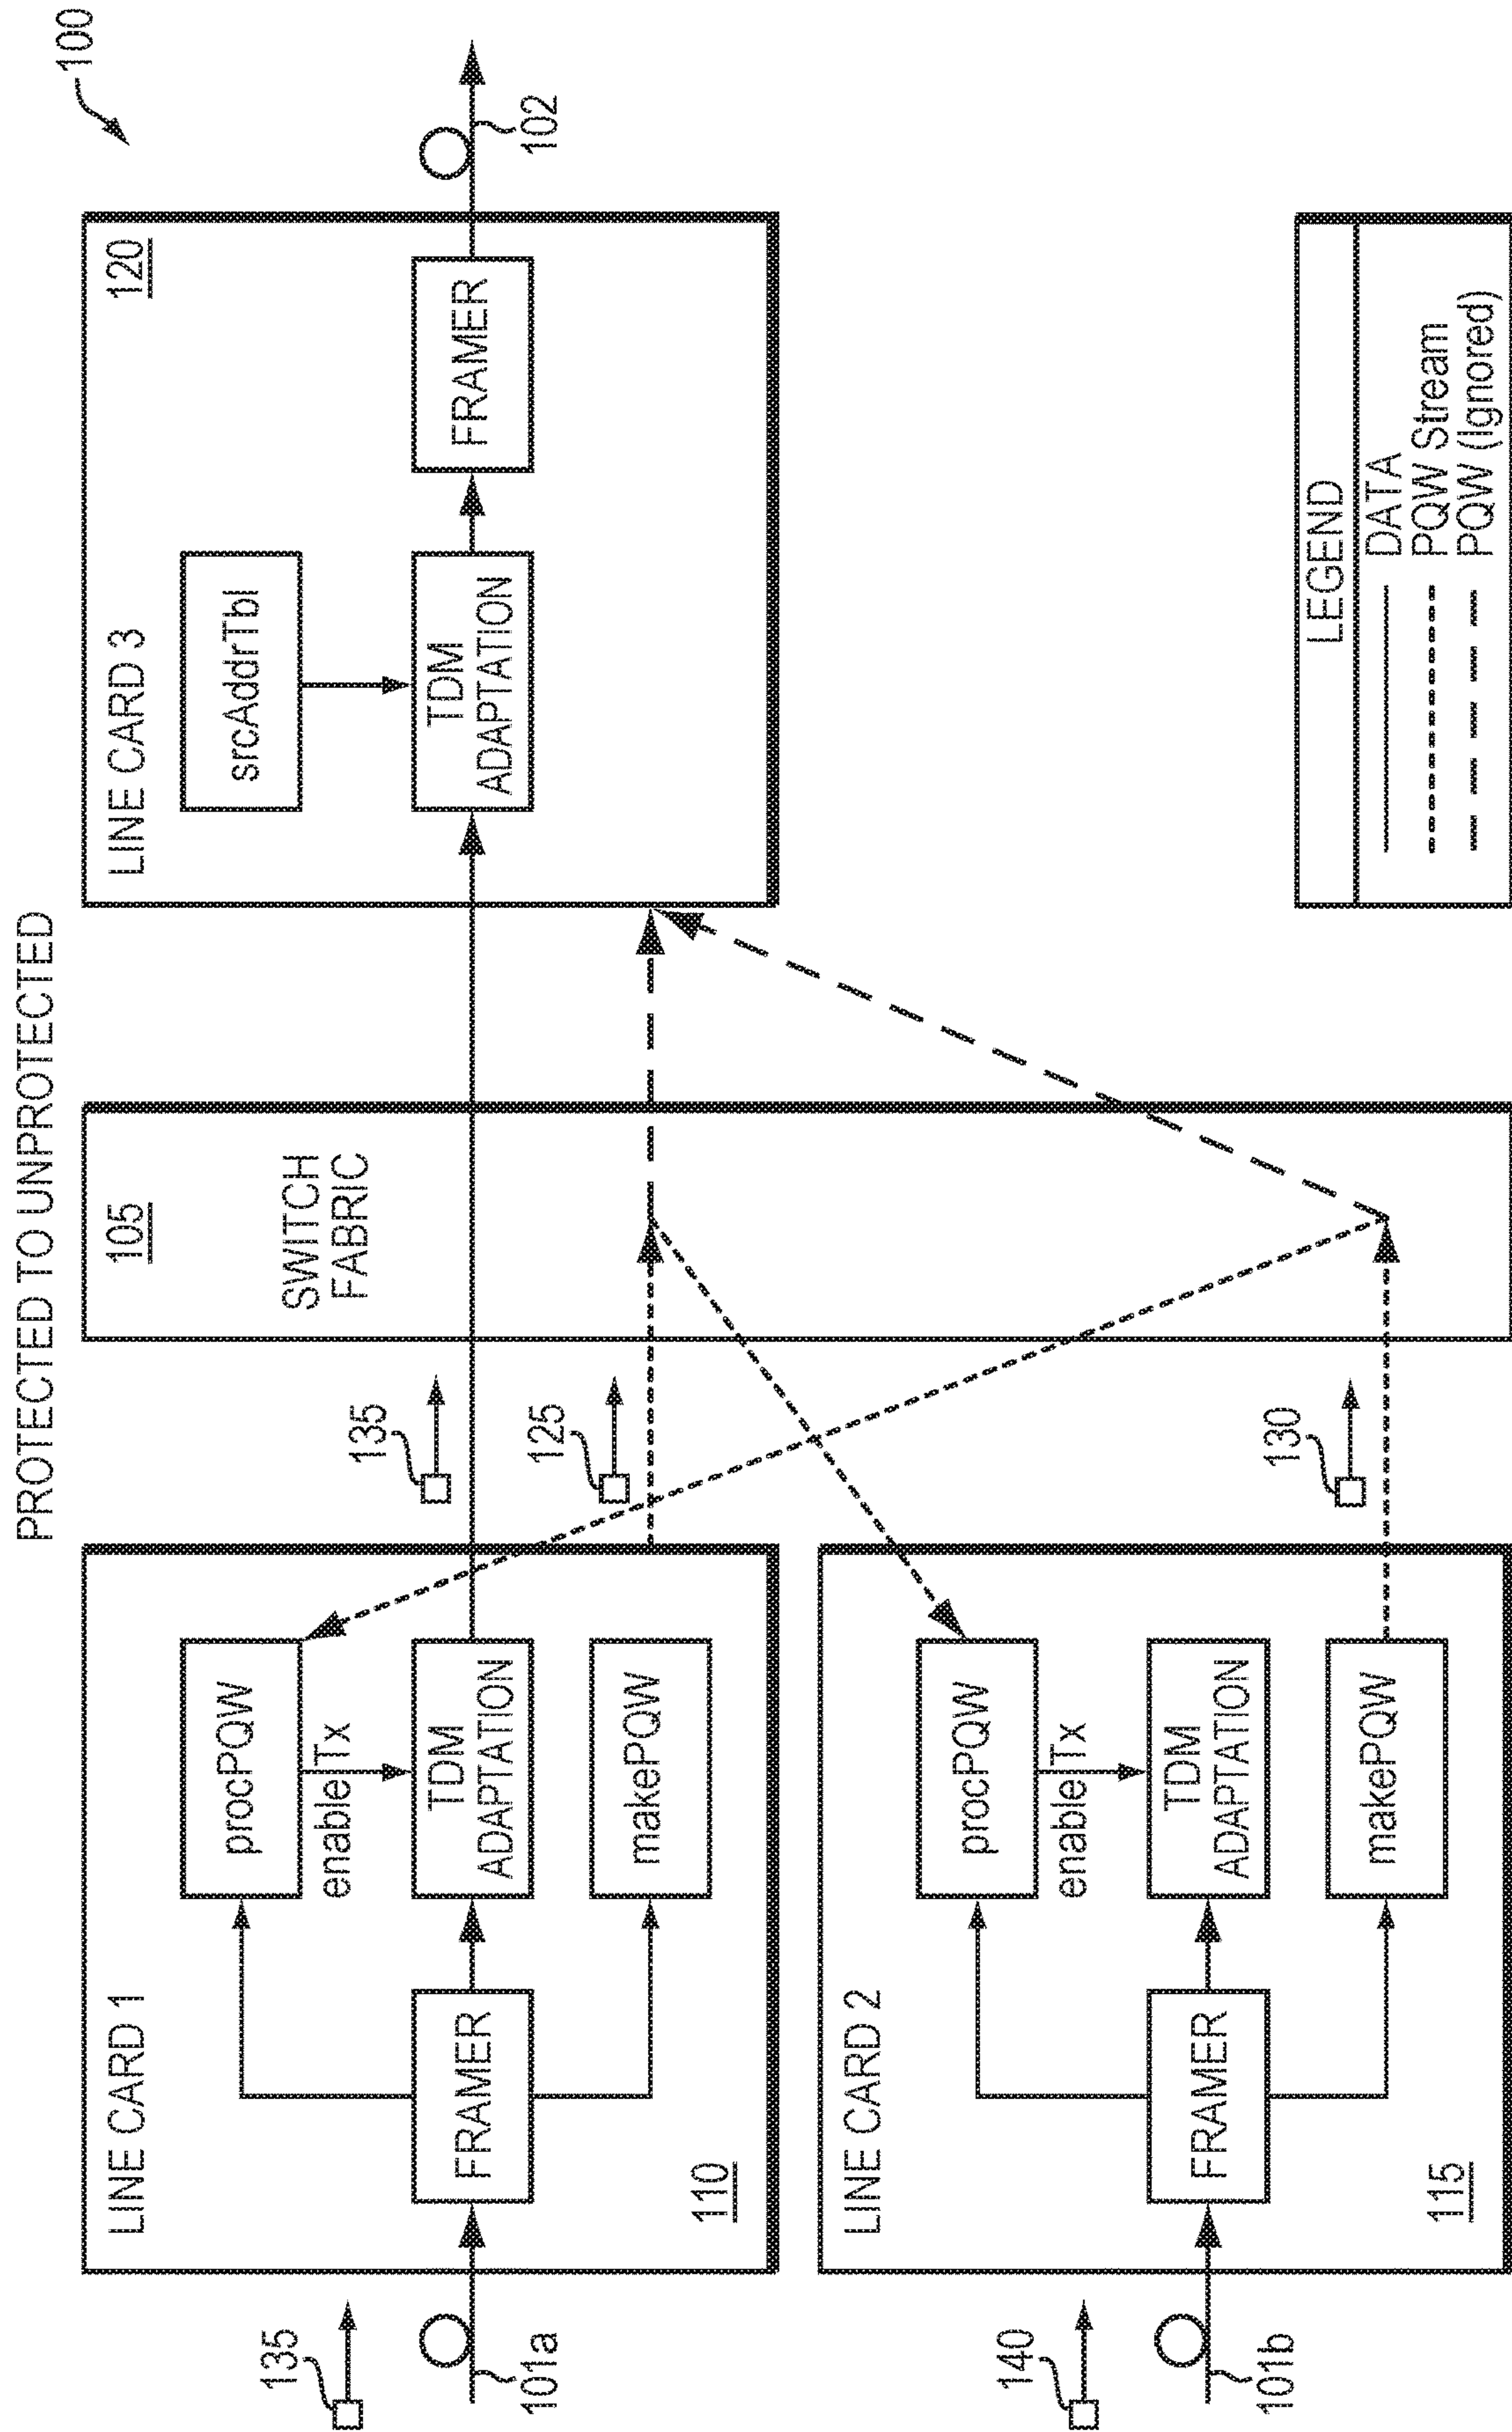 PROTECTED TO UNPROTECTED
100
135
101a
LINE CARD 1
FRAMER
procPQW
enableTx
TDM
ADAPTATION
makePQW
110
135
125
105
SWITCH
FABRIC
LINE CARD 3
120
srcAddrTbl
TDM
ADAPTATION
FRAMER
102
140
101b
LINE CARD 2
FRAMER
procPQW
enableTx
TDM
ADAPTATION
makePQW
115
130
LEGEND
DATA
PQW Stream
PQW (Ignored)